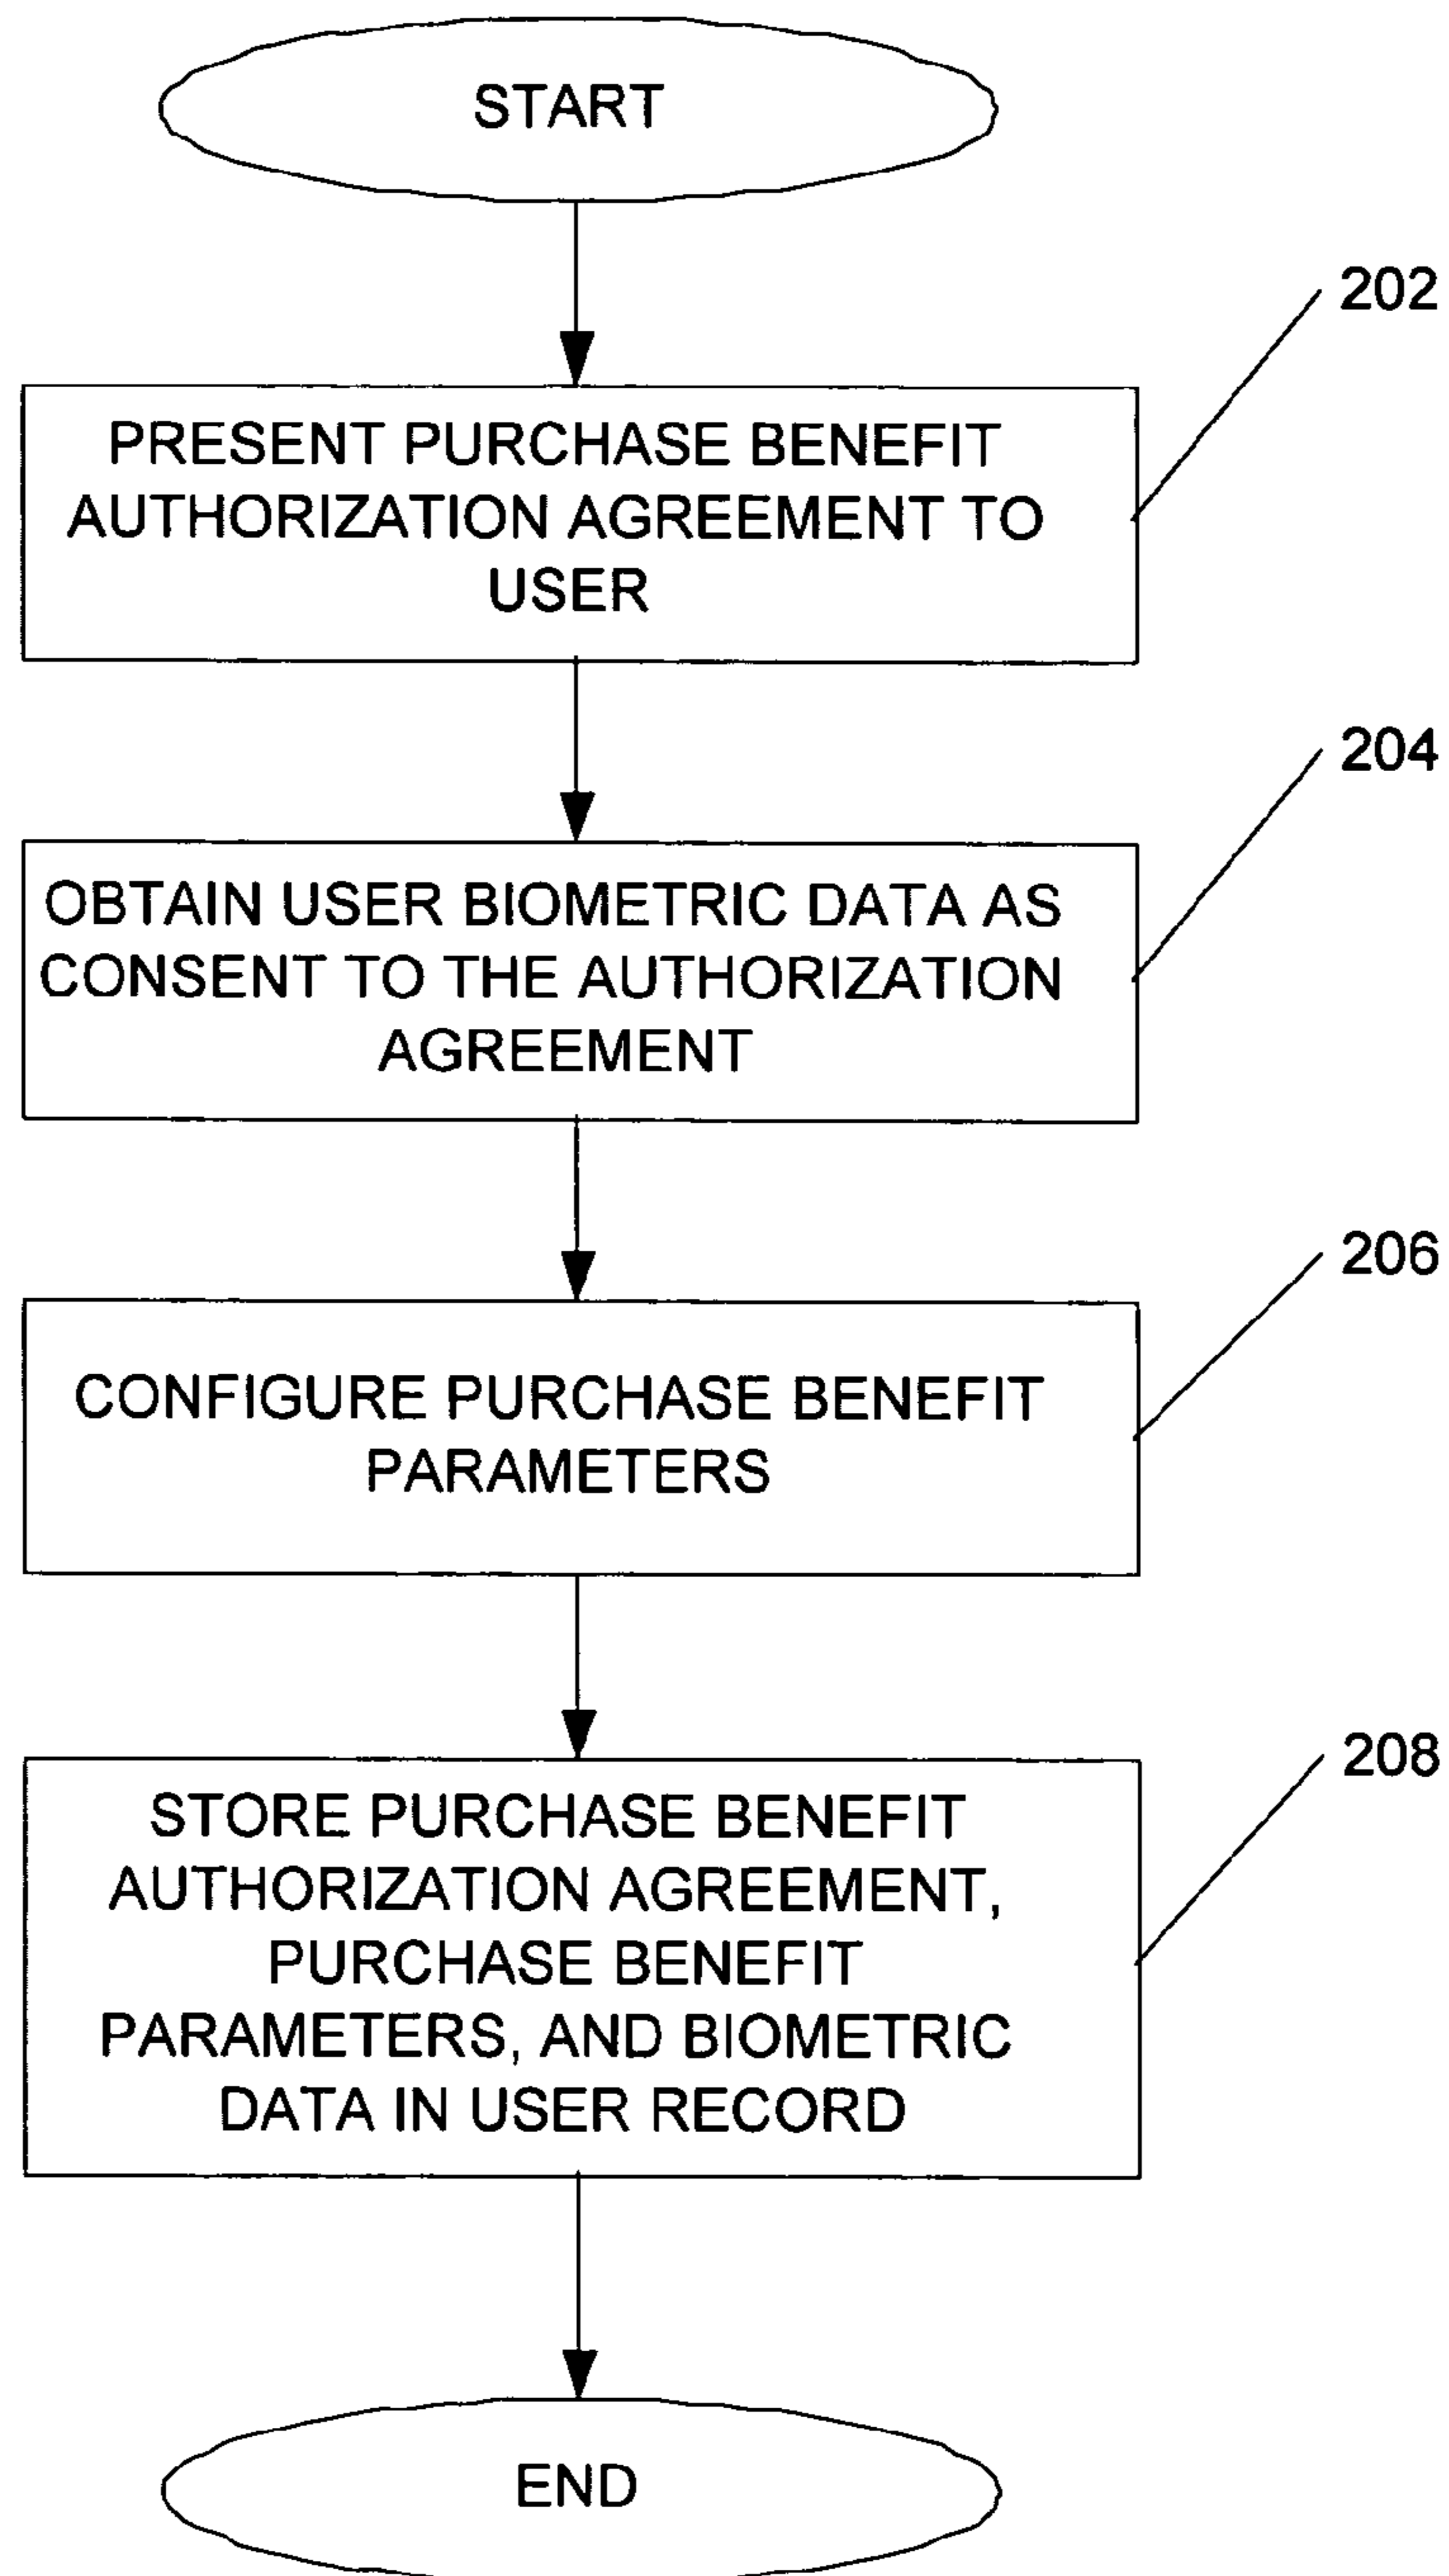 START
202
PRESENT PURCHASE BENEFIT
AUTHORIZATION AGREEMENT TO
USER
204
OBTAIN USER BIOMETRIC DATA AS
CONSENT TO THE AUTHORIZATION
AGREEMENT
206
CONFIGURE PURCHASE BENEFIT
PARAMETERS
208
STORE PURCHASE BENEFIT
AUTHORIZATION AGREEMENT,
PURCHASE BENEFIT
PARAMETERS, AND BIOMETRIC
DATA IN USER RECORD
END